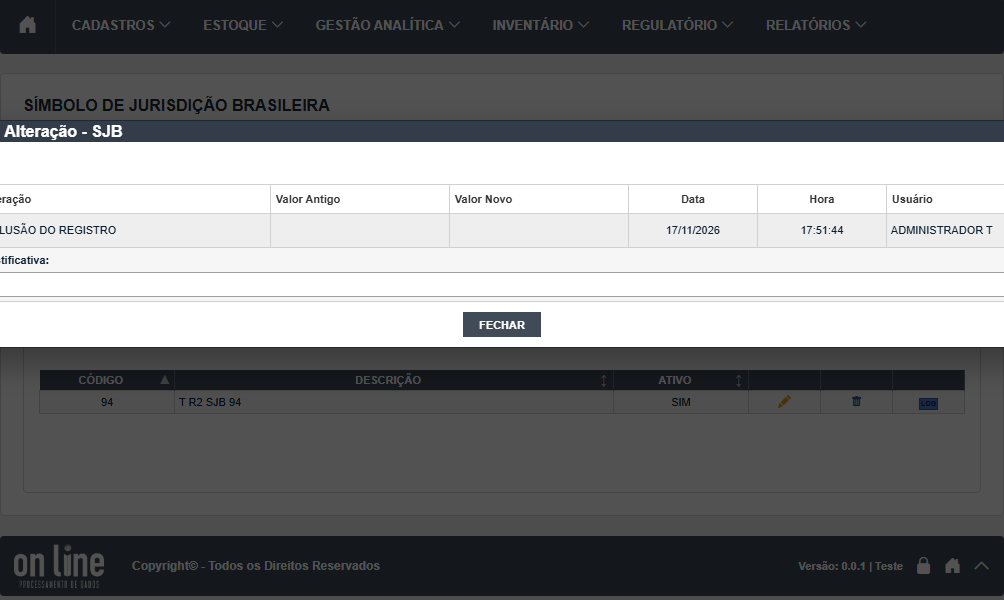 CADASTROS ESTOQUE GESTÃO ANALÍTICA INVENTÁRIO REGULATÓRIO RELATÓRIOS
SÍMBOLO DE JURISDIÇÃO BRASILEIRA
Alteração - SJB
eração Valor Antigo Valor Novo Data Hora Usuário
LUSÃO DO REGISTRO 17/11/2026 17:51:44 ADMINISTRADOR T
tificativa:
FECHAR
CÓDIGO DESCRIÇÃO ATIVO
94 T R2 SJB 94 SIM LOG
on line
PROCESSAMENTO DE DADOS
Copyright© - Todos os Direitos Reservados
Versão: 0.0.1 | Teste